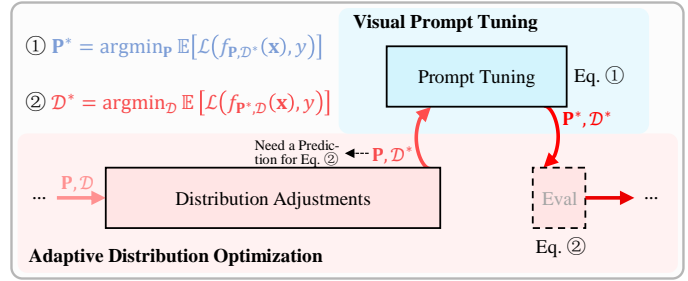 Visual Prompt Tuning
① P* = argmin_P 𝔼[ℒ(f_{P,𝒟*}(x), y)]
Prompt Tuning
Eq. ①
② 𝒟* = argmin_𝒟 𝔼[ℒ(f_{P*,𝒟}(x), y)]
P*, 𝒟*
Need a Predic-
tion for Eq. ②
P, 𝒟*
... P, 𝒟
Distribution Adjustments
Eval
...
Eq. ②
Adaptive Distribution Optimization